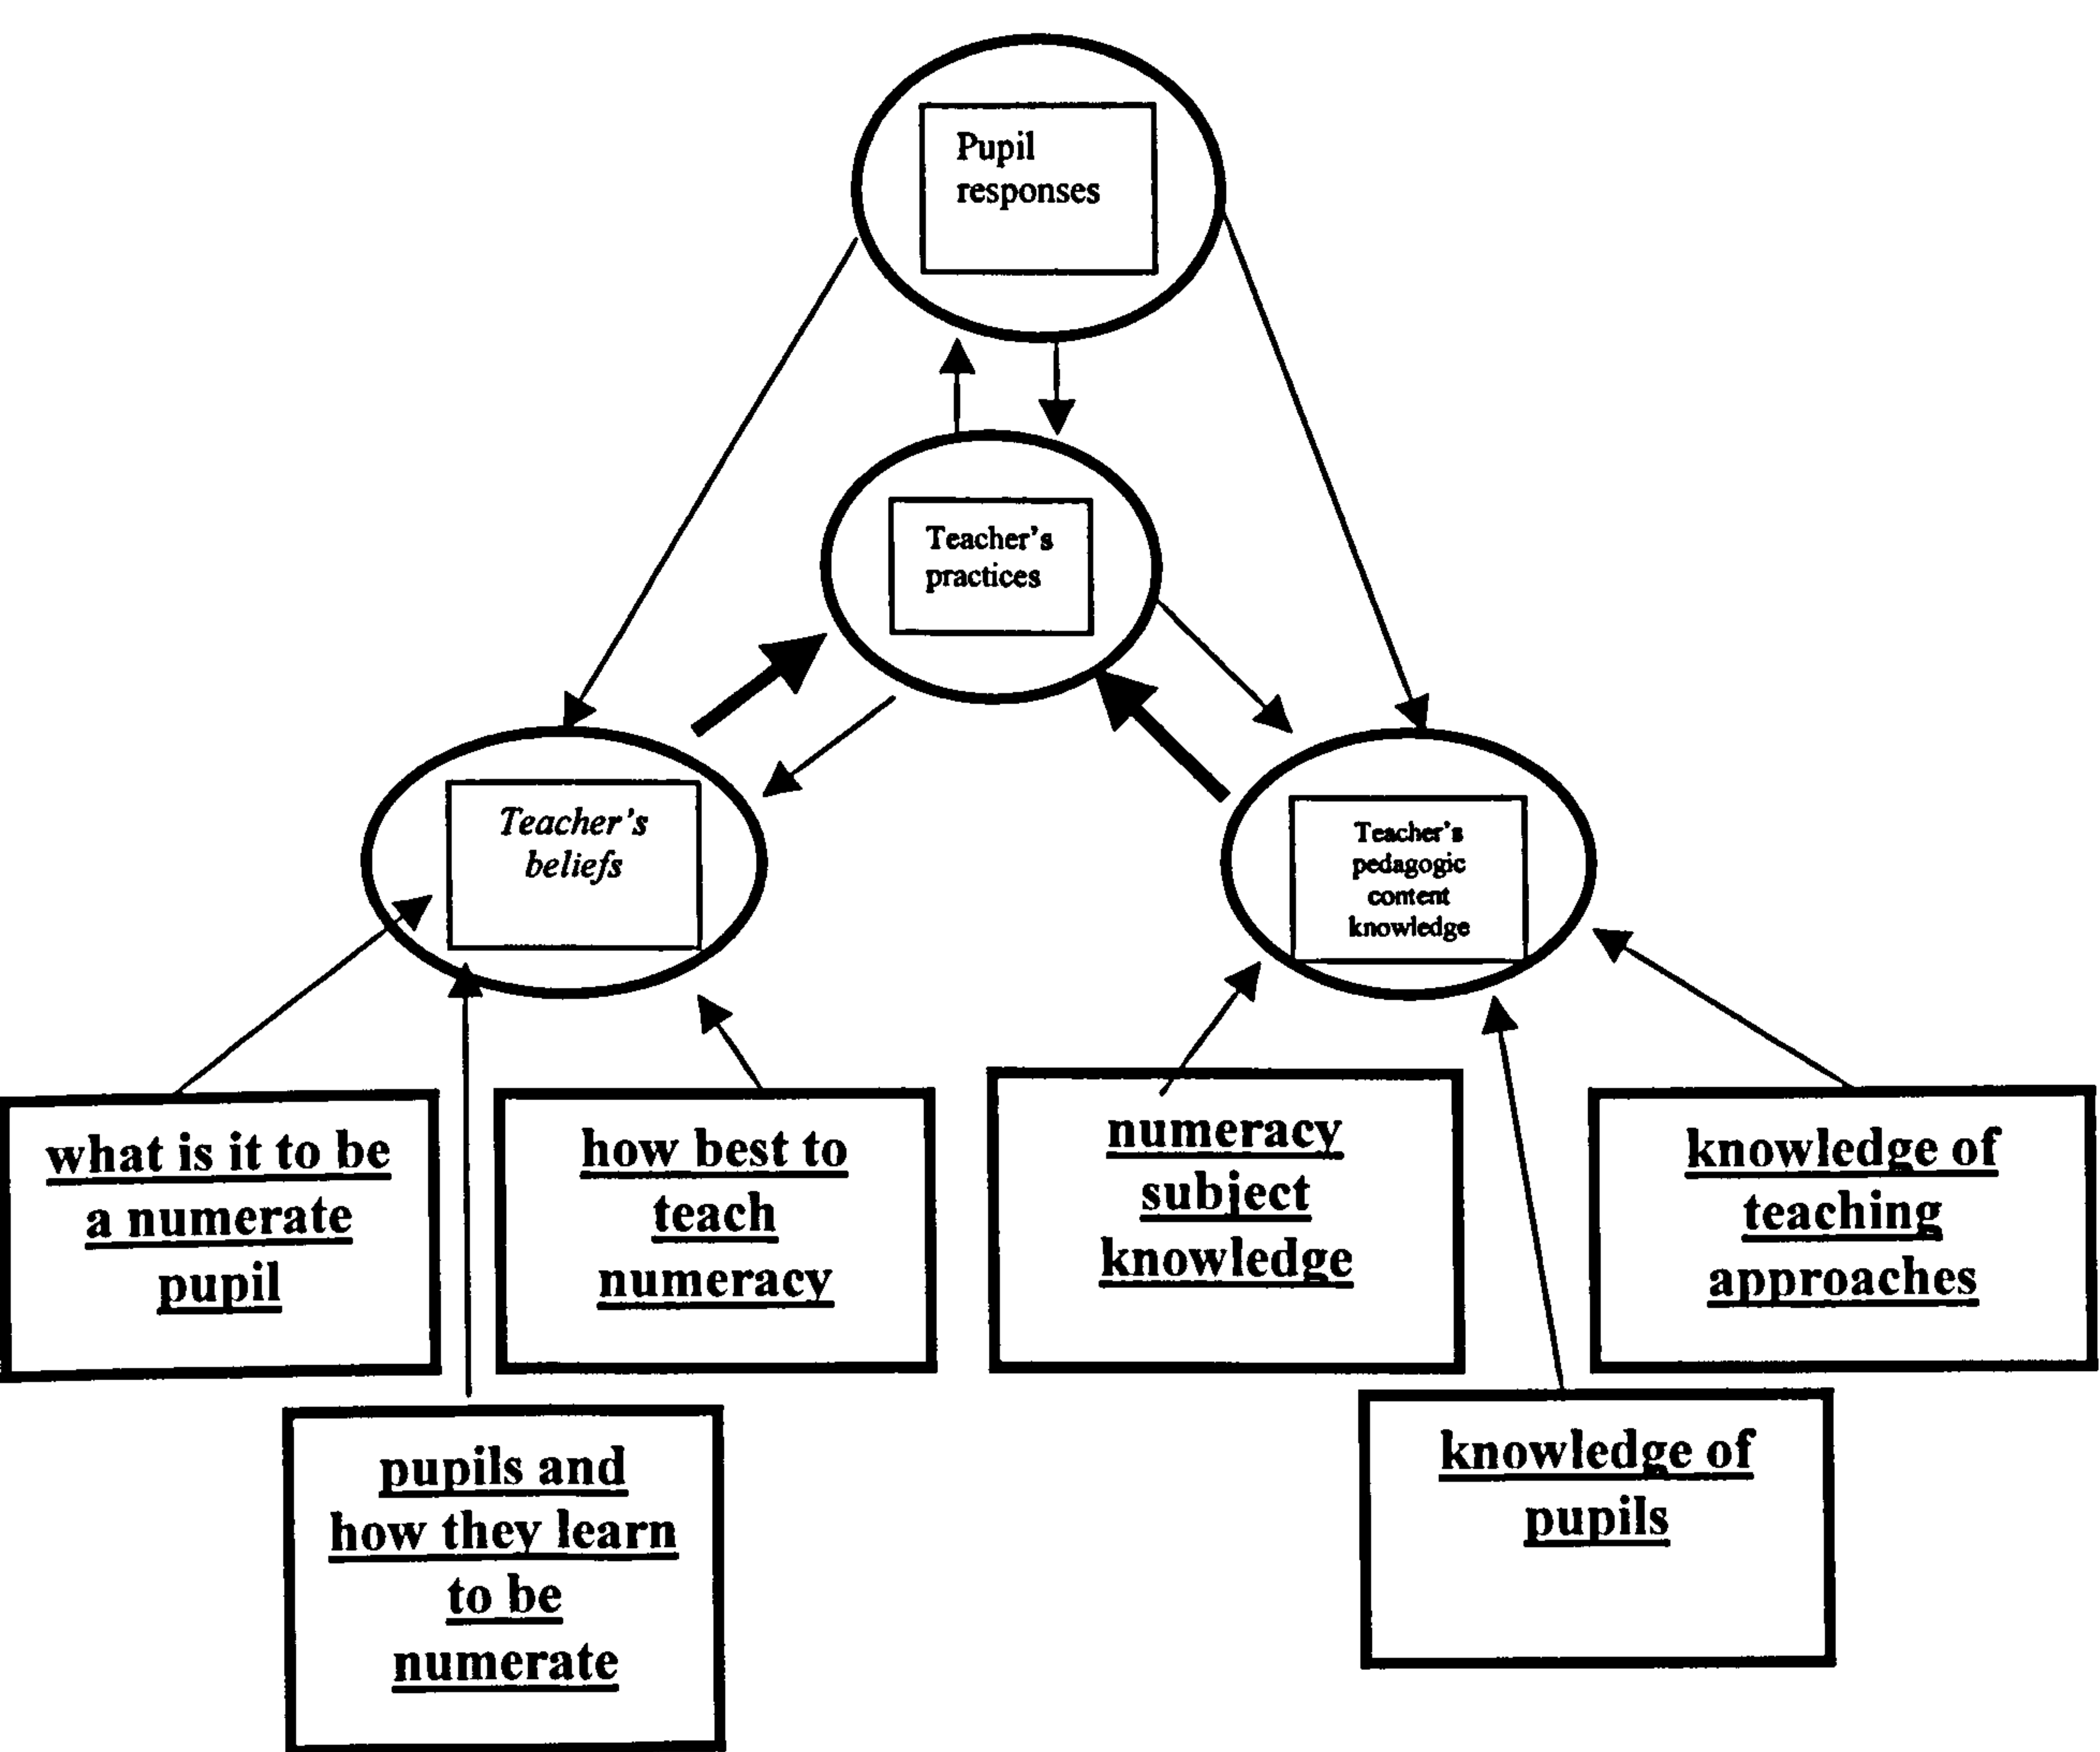 Pupil
responses
Teacher's
practices
Teacher's
beliefs
Teacher's
pedagogic
content
knowledge
what is it to be
a numerate
pupil
how best to
teach
numeracy
numeracy
subject
knowledge
knowledge of
teaching
approaches
pupils and
how they learn
to be
numerate
knowledge of
pupils